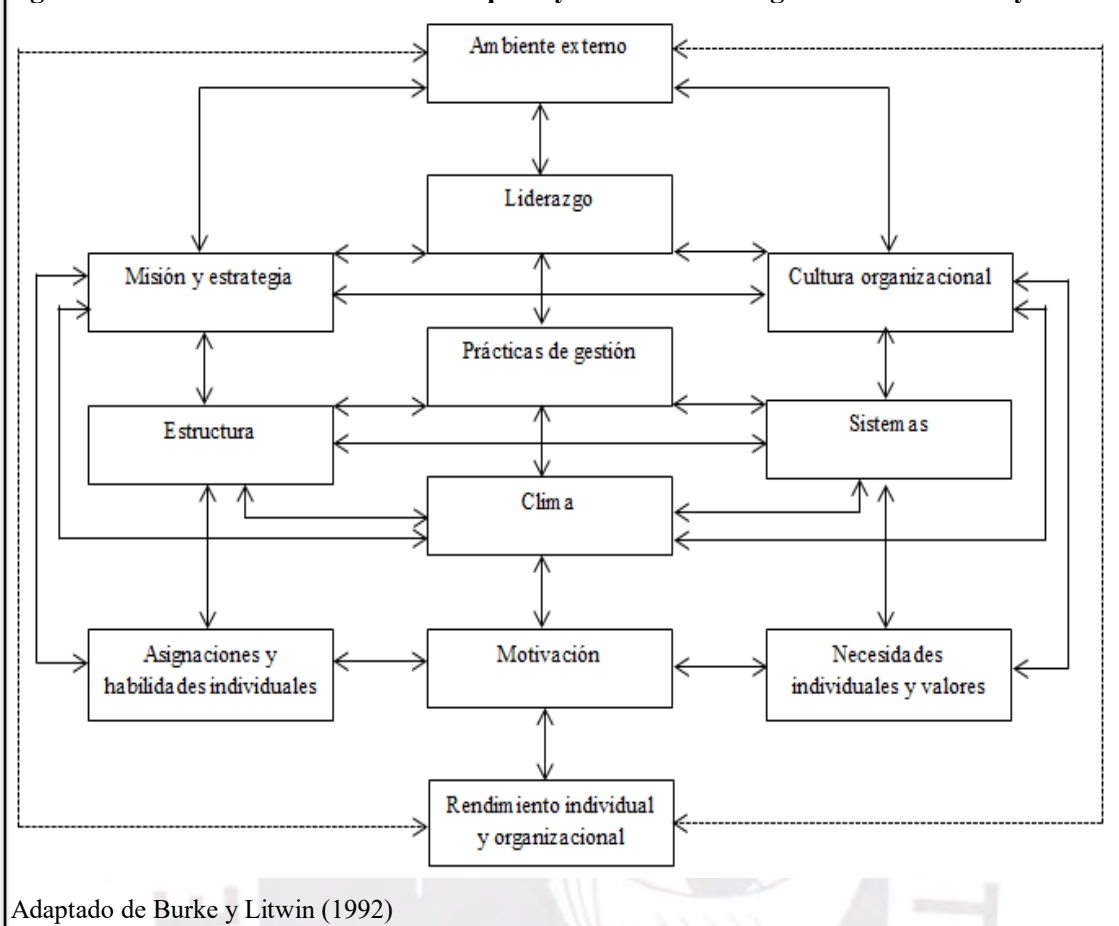 Ambiente externo
Liderazgo
Misión y estrategia
Cultura organizacional
Prácticas de gestión
Estructura
Sistemas
Clima
Asignaciones y
habilidades individuales
Motivación
Necesidades
individuales y valores
Rendimiento individual
y organizacional
Adaptado de Burke y Litwin (1992)